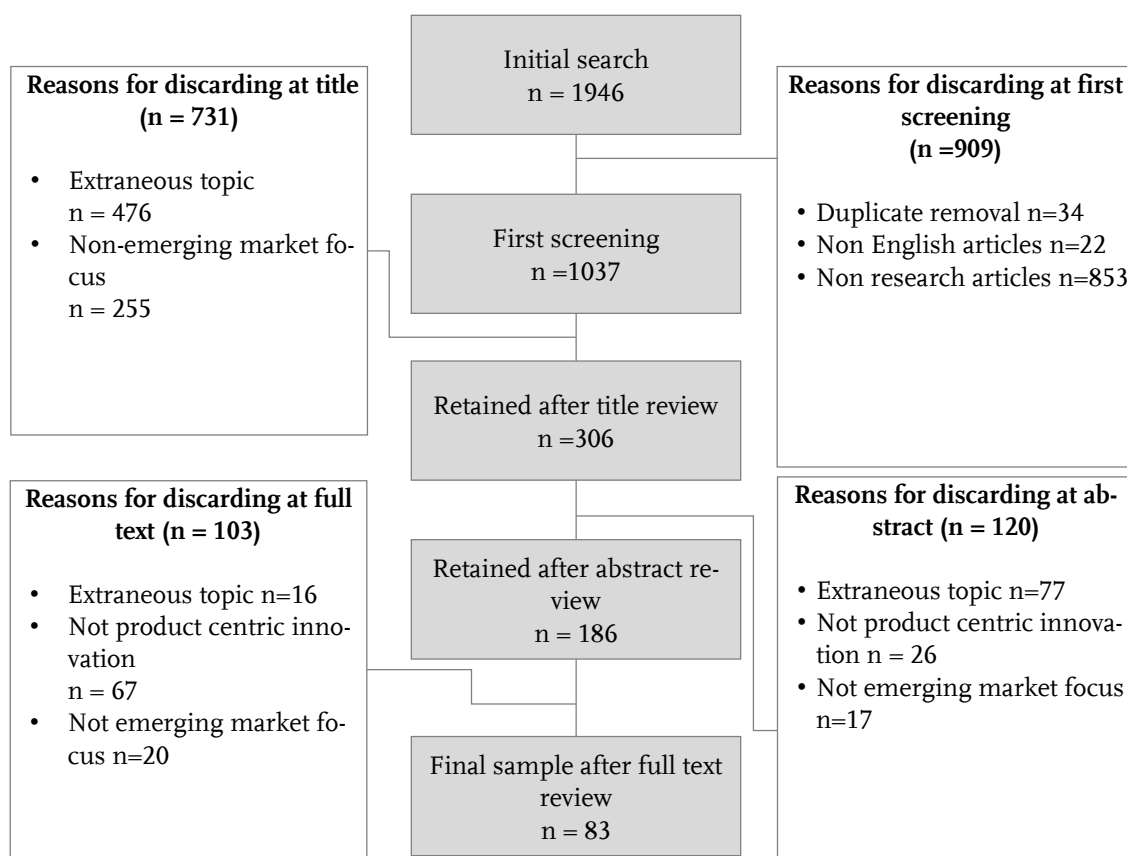 Initial search
n = 1946
Reasons for discarding at first
screening
(n =909)
• Duplicate removal n=34
• Non English articles n=22
• Non research articles n=853
First screening
n =1037
Reasons for discarding at title
(n = 731)
• Extraneous topic
n = 476
• Non-emerging market fo-
cus
n = 255
Retained after title review
n =306
Reasons for discarding at ab-
stract (n = 120)
• Extraneous topic n=77
• Not product centric innova-
tion n = 26
• Not emerging market focus
n=17
Retained after abstract re-
view
n = 186
Reasons for discarding at full
text (n = 103)
• Extraneous topic n=16
• Not product centric inno-
vation
n = 67
• Not emerging market fo-
cus n=20
Final sample after full text
review
n = 83